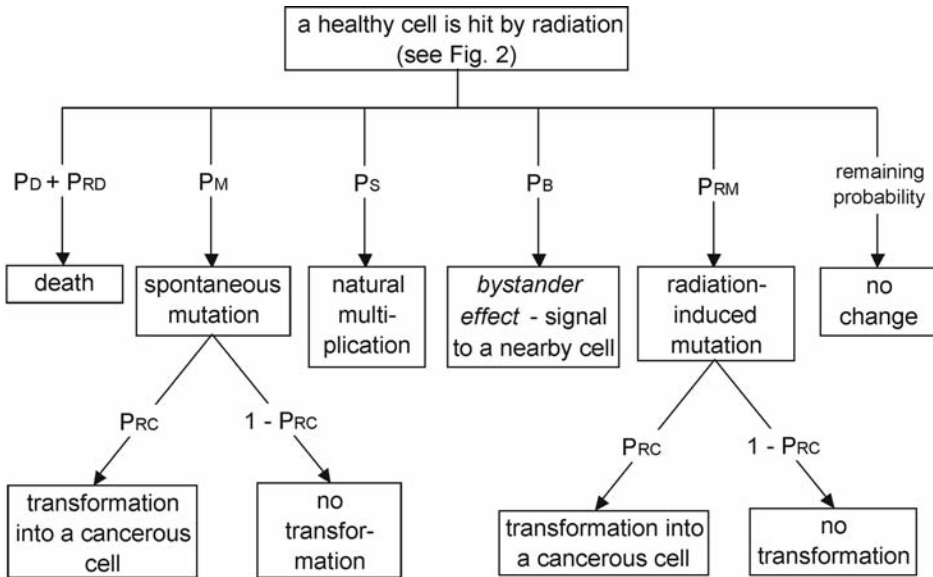 a healthy cell is hit by radiation
(see Fig. 2)
PD + PRD
PM
PS
PB
PRM
remaining
probability
death
spontaneous
mutation
natural
multi-
plication
bystander
effect - signal
to a nearby cell
radiation-
induced
mutation
no
change
PRC
1 - PRC
PRC
1 - PRC
transformation
into a cancerous
cell
no
transfor-
mation
transformation into
a cancerous cell
no
transformation